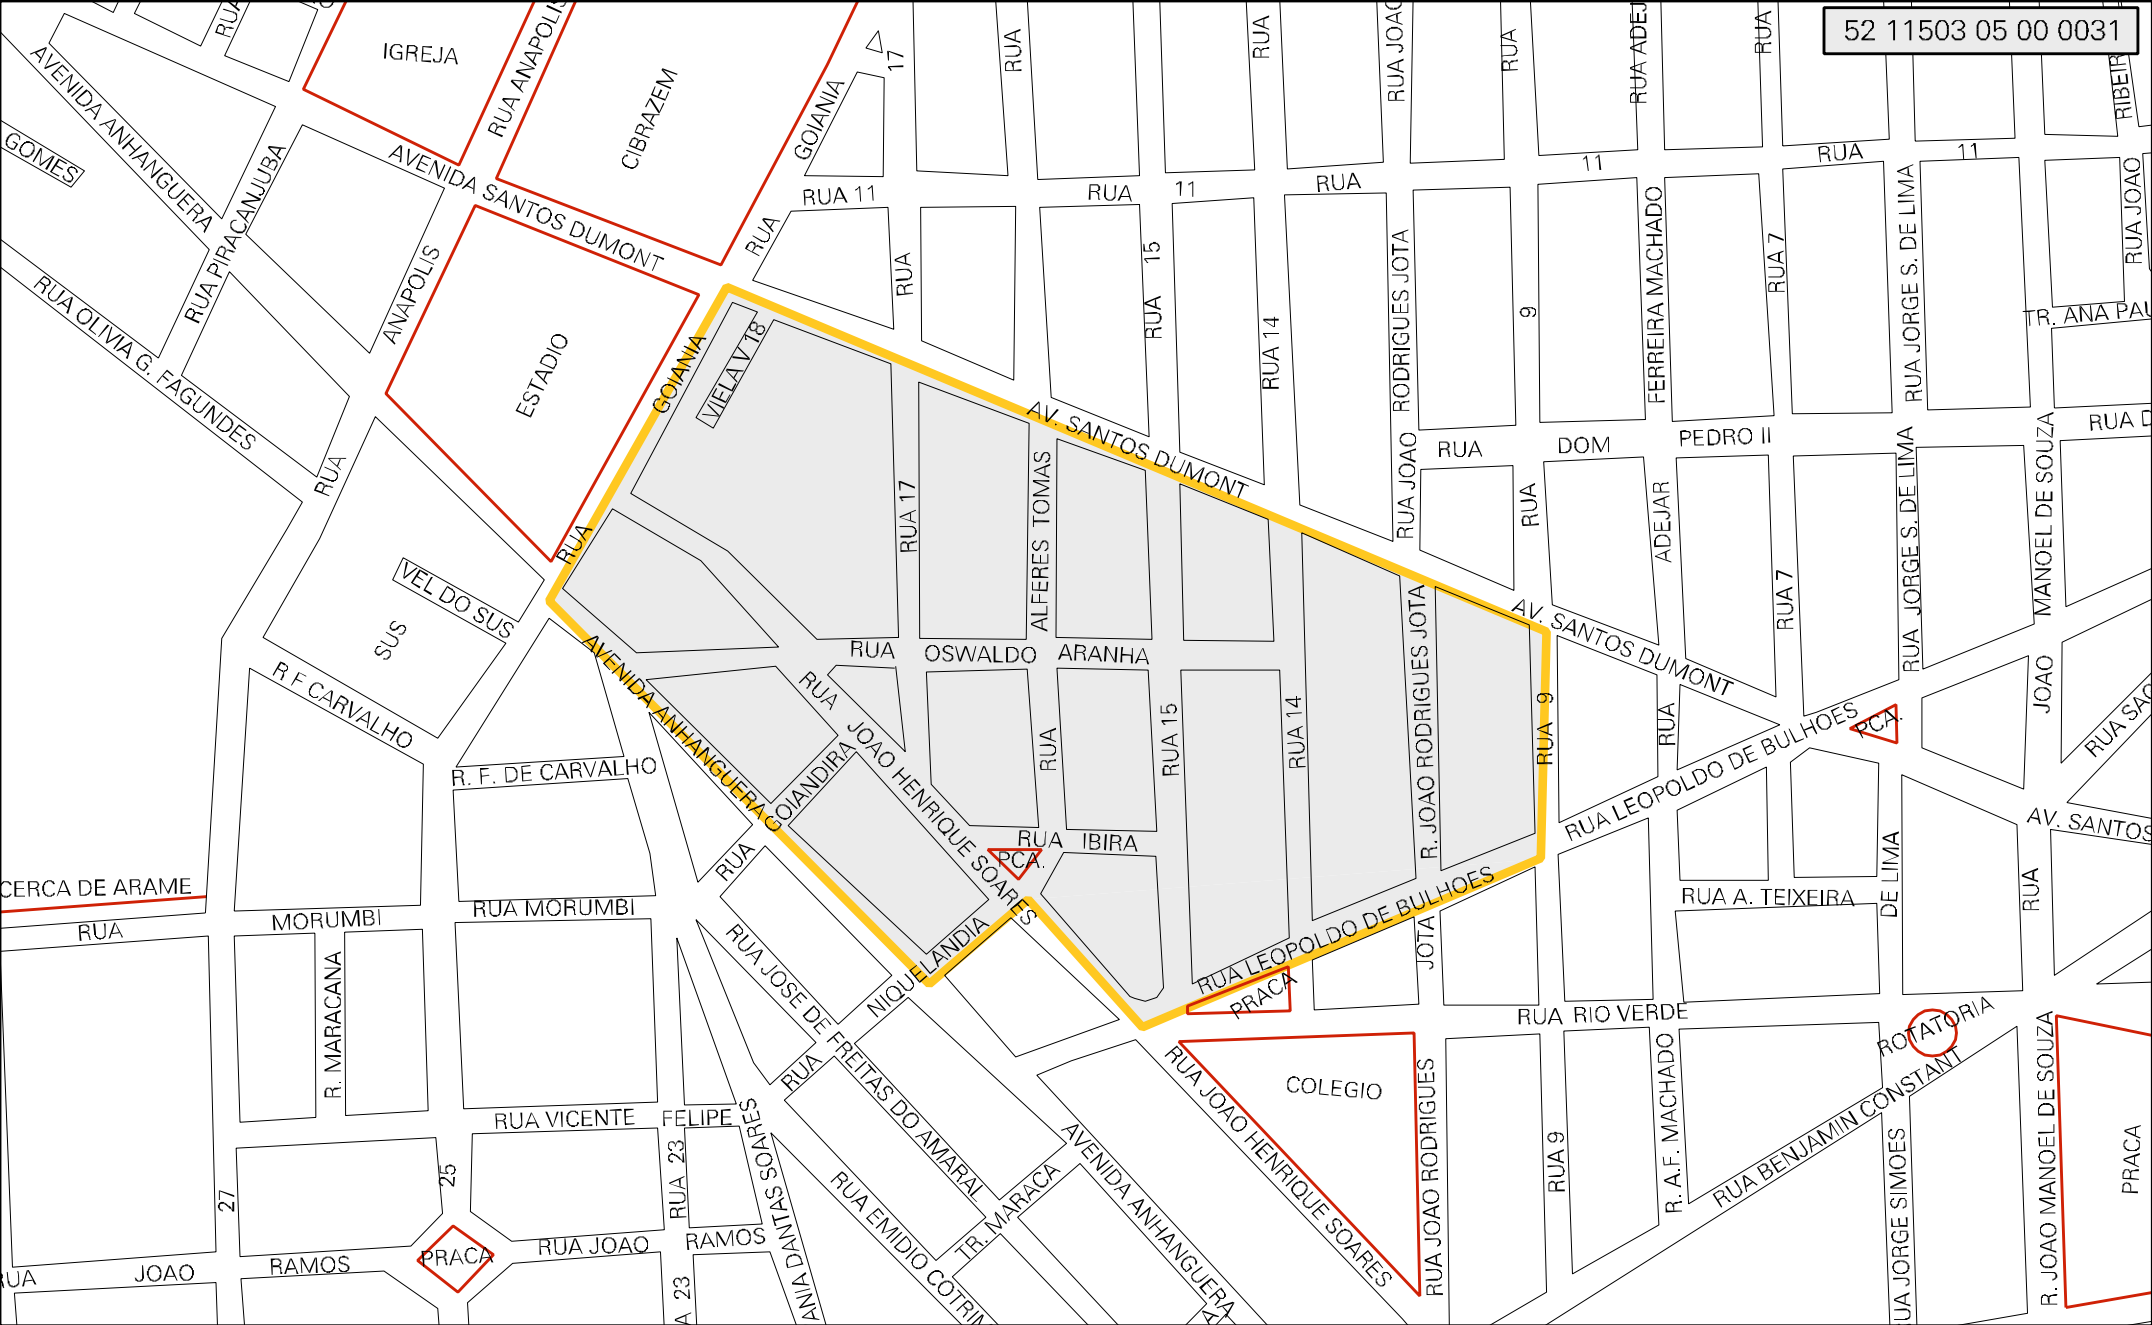 52 11503 05 00 0031
IGREJA
RUA ANAPOLIS
CIBRAZEM
17
GOIANIA
RUA
RUA
RUA JOAO
RUA
RUA ADEJ
RUA
RIBEIR
RUA
AVENIDA ANHANGUERA
GOMES
RUA PIRACANJUBA
AVENIDA SANTOS DUMONT
RUA 11
RUA
11
RUA
11
RUA
11
RUA
RUA
RUA 15
RUA 14
RODRIGUES JOTA
9
FERREIRA MACHADO
RUA 7
RUA JORGE S. DE LIMA
RUA JOAO
TR. ANA PAU
RUA OLIVIA G. FAGUNDES
ANAPOLIS
RUA
ESTADIO
GOIANIA
VIELA V 18
RUA
AV. SANTOS DUMONT
RUA DOM PEDRO II
RUA D
RUA 17
ALFERES TOMAS
RUA JOAO
RUA
ADEJAR
RUA 7
RUA JORGE S. DE LIMA
MANOEL DE SOUZA
JOAO
VEL DO SUS
SUS
R F CARVALHO
AVENIDA ANHANGUERA
RUA OSWALDO ARANHA
AV. SANTOS DUMONT
R. JOAO RODRIGUES JOTA
RUA 9
RUA
RUA LEOPOLDO DE BULHOES
PCA.
RUA SAO
R. F. DE CARVALHO
RUA JOAO HENRIQUE SOARES
GOIANDIRA
RUA
RUA
RUA 15
RUA 14
RUA IBIRA
PCA.
AV. SANTOS
CERCA DE ARAME
RUA
MORUMBI
RUA MORUMBI
RUA A. TEIXEIRA
DE LIMA
RUA
R. MARACANA
RUA JOSE DE FREITAS DO AMARAL
NIQUELANDIA
RUA
RUA LEOPOLDO DE BULHOES
PRACA
JOTA
RUA RIO VERDE
ROTATORIA
RUA BENJAMIN CONSTANT
COLEGIO
RUA JOAO HENRIQUE SOARES
RUA JOAO RODRIGUES
RUA 9
R. A.F. MACHADO
RUA JORGE SIMOES
R. JOAO MANOEL DE SOUZA
PRACA
RUA VICENTE FELIPE
RUA 23
25
27
ANIA DANTAS SOARES
RUA EMIDIO COTRIM
TR. MARACA
AVENIDA ANHANGUERA
RUA JOAO RAMOS
PRACA
RUA JOAO RAMOS
A 23